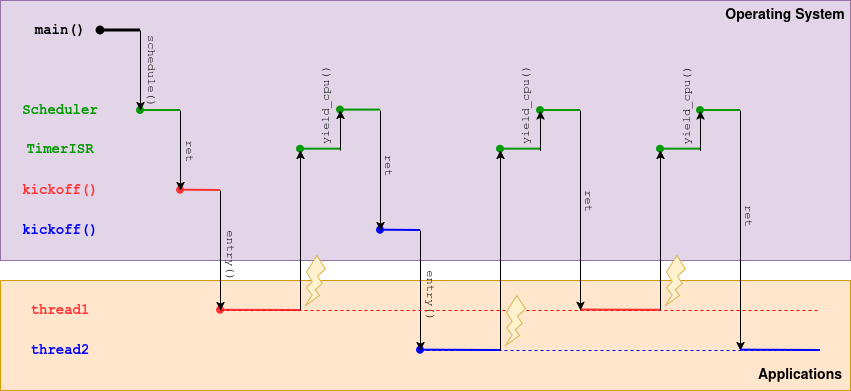 Operating System
main()
schedule()
Scheduler
yield_cpu()
yield_cpu()
yield_cpu()
TimerISR
ret
ret
ret
ret
kickoff()
kickoff()
entry()
entry()
thread1
thread2
Applications